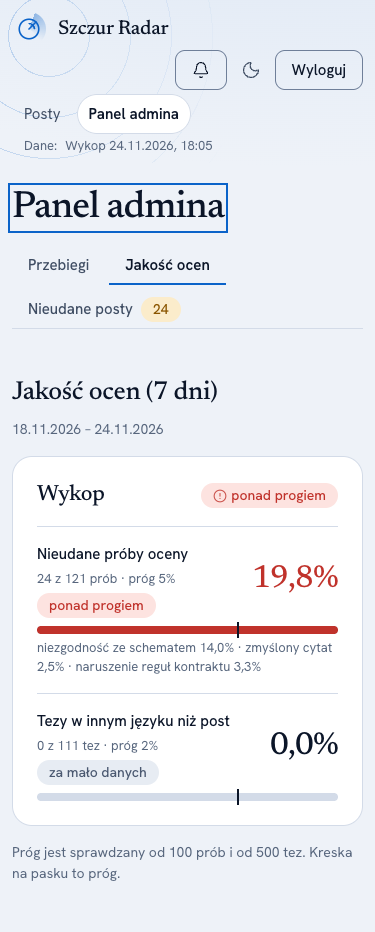 Szczur Radar
Wyloguj
Posty
Panel admina
Dane: Wykop 24.11.2026, 18:05
Panel admina
Przebiegi
Jakość ocen
Nieudane posty 24
Jakość ocen (7 dni)
18.11.2026 – 24.11.2026
Wykop
ponad progiem
Nieudane próby oceny
24 z 121 prób · próg 5%
ponad progiem
19,8%
niezgodność ze schematem 14,0% · zmyślony cytat
2,5% · naruszenie reguł kontraktu 3,3%
Tezy w innym języku niż post
0 z 111 tez · próg 2%
za mało danych
0,0%
Próg jest sprawdzany od 100 prób i od 500 tez. Kreska
na pasku to próg.